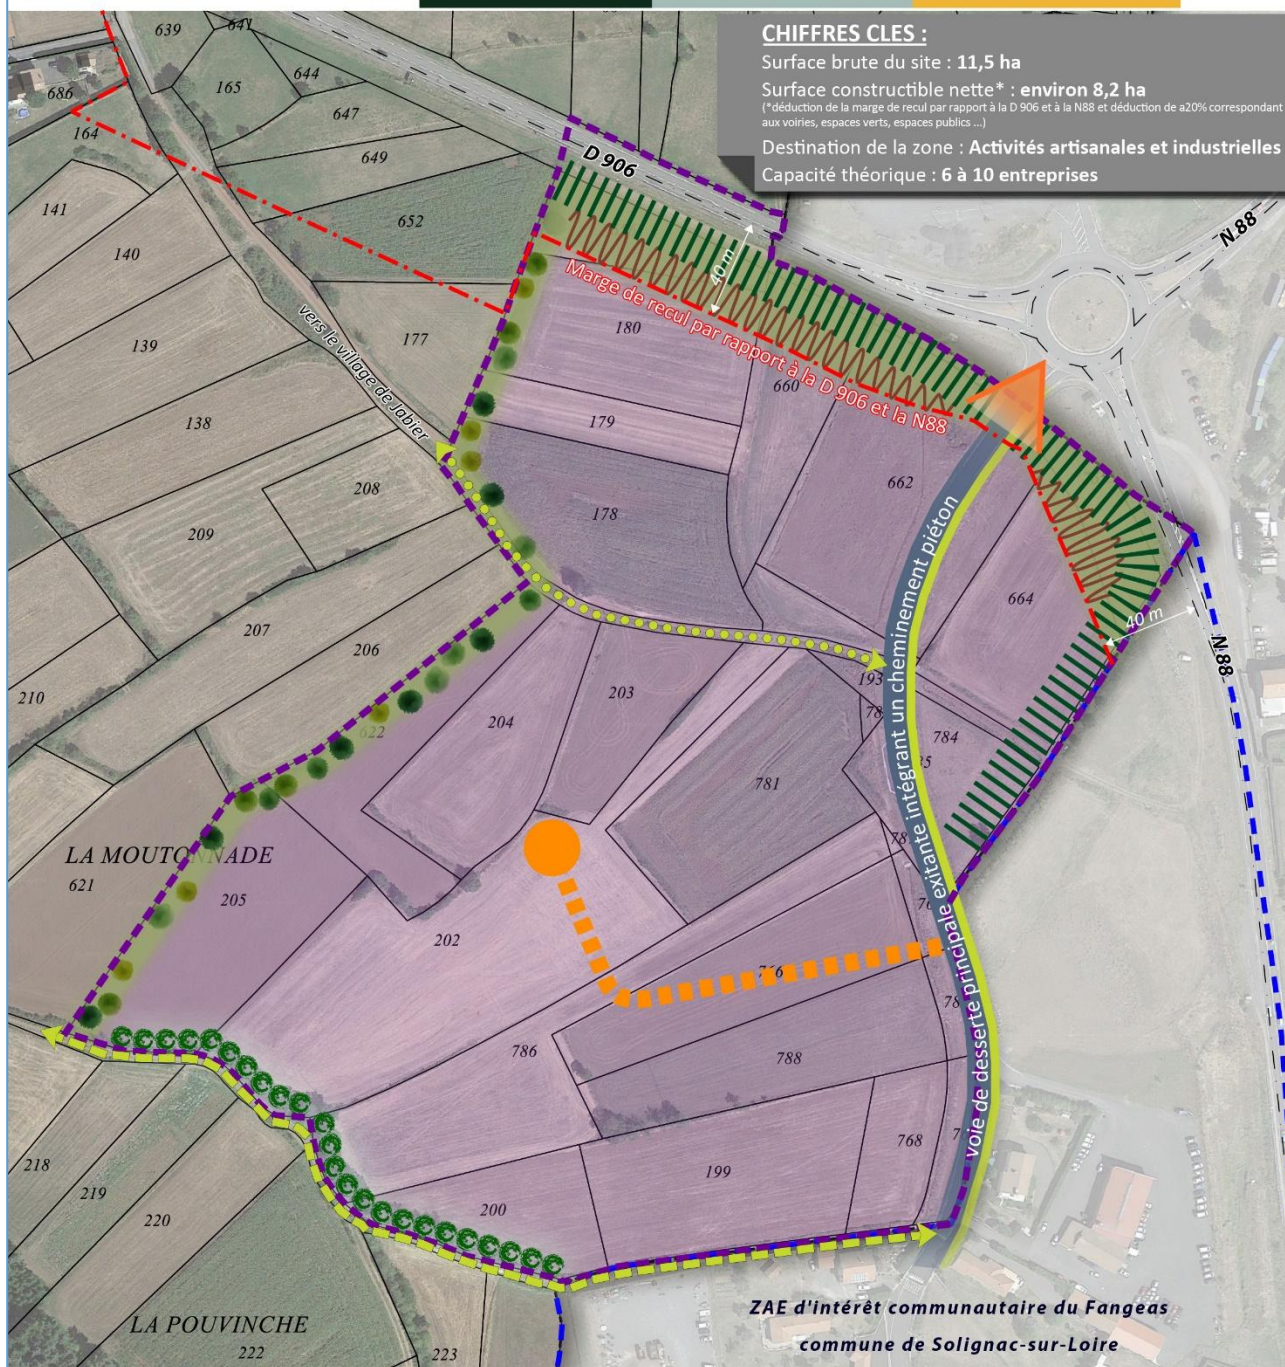 CHIFFRES CLES :
Surface brute du site : 11,5 ha
Surface constructible nette* : environ 8,2 ha
(*déduction de la marge de recul par rapport à la D 906 et à la N88 et déduction de a20% correspondant
aux voiries, espaces verts, espaces publics ...)
Destination de la zone : Activités artisanales et industrielles
Capacité théorique : 6 à 10 entreprises
639
641
644
165
686
647
164
649
D 906
N 88
141
652
140
40 m
Marge de recul par rapport à la D 906 et la N88
vers le village de Jabier
177
180
139
660
179
138
662
208
178
209
664
207
40 m
206
N 88
193
210
203
204
622
784
781
LA MOUTONNADE
621
205
202
766
voie de desserte principale exitante intégrant un cheminement piéton
786
788
768
218
199
219
200
220
ZAE d'intérêt communautaire du Fangeas
commune de Solignac-sur-Loire
LA POUVINCHE
222
223